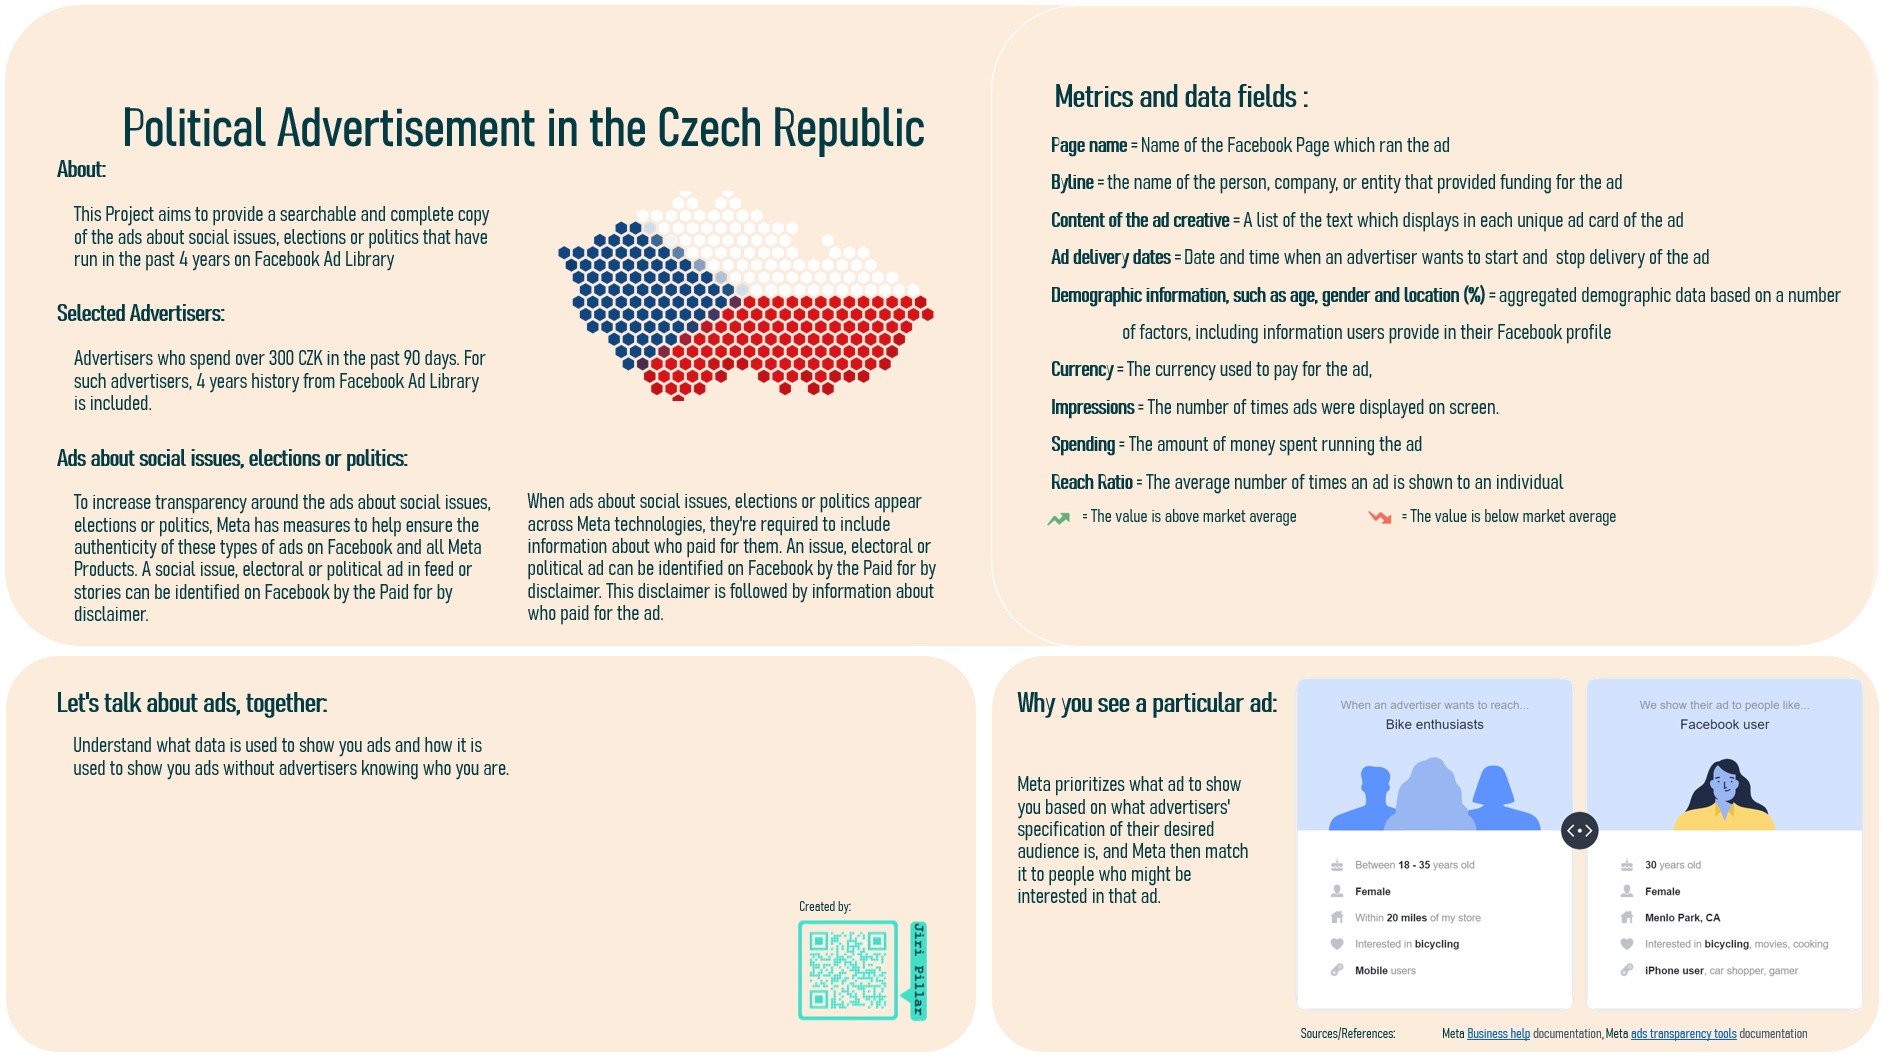 Political Advertisement in the Czech Republic
About:
This Project aims to provide a searchable and complete copy
of the ads about social issues, elections or politics that have
run in the past 4 years on Facebook Ad Library
Selected Advertisers:
Advertisers who spend over 300 CZK in the past 90 days. For
such advertisers, 4 years history from Facebook Ad Library
is included.
Ads about social issues, elections or politics:
To increase transparency around the ads about social issues,
elections or politics, Meta has measures to help ensure the
authenticity of these types of ads on Facebook and all Meta
Products. A social issue, electoral or political ad in feed or
stories can be identified on Facebook by the Paid for by
disclaimer.
When ads about social issues, elections or politics appear
across Meta technologies, they're required to include
information about who paid for them. An issue, electoral or
political ad can be identified on Facebook by the Paid for by
disclaimer. This disclaimer is followed by information about
who paid for the ad.
Metrics and data fields :
Page name = Name of the Facebook Page which ran the ad
Byline = the name of the person, company, or entity that provided funding for the ad
Content of the ad creative = A list of the text which displays in each unique ad card of the ad
Ad delivery dates = Date and time when an advertiser wants to start and stop delivery of the ad
Demographic information, such as age, gender and location (%) = aggregated demographic data based on a number
of factors, including information users provide in their Facebook profile
Currency = The currency used to pay for the ad,
Impressions = The number of times ads were displayed on screen.
Spending = The amount of money spent running the ad
Reach Ratio = The average number of times an ad is shown to an individual
= The value is above market average
= The value is below market average
Let's talk about ads, together:
Understand what data is used to show you ads and how it is
used to show you ads without advertisers knowing who you are.
Created by:
Jiri Pillar
Why you see a particular ad:
Meta prioritizes what ad to show
you based on what advertisers'
specification of their desired
audience is, and Meta then match
it to people who might be
interested in that ad.
When an advertiser wants to reach...
Bike enthusiasts
Between 18 - 35 years old
Female
Within 20 miles of my store
Interested in bicycling
Mobile users
We show their ad to people like...
Facebook user
30 years old
Female
Menlo Park, CA
Interested in bicycling, movies, cooking
iPhone user, car shopper, gamer
Sources/References: Meta Business help documentation, Meta ads transparency tools documentation